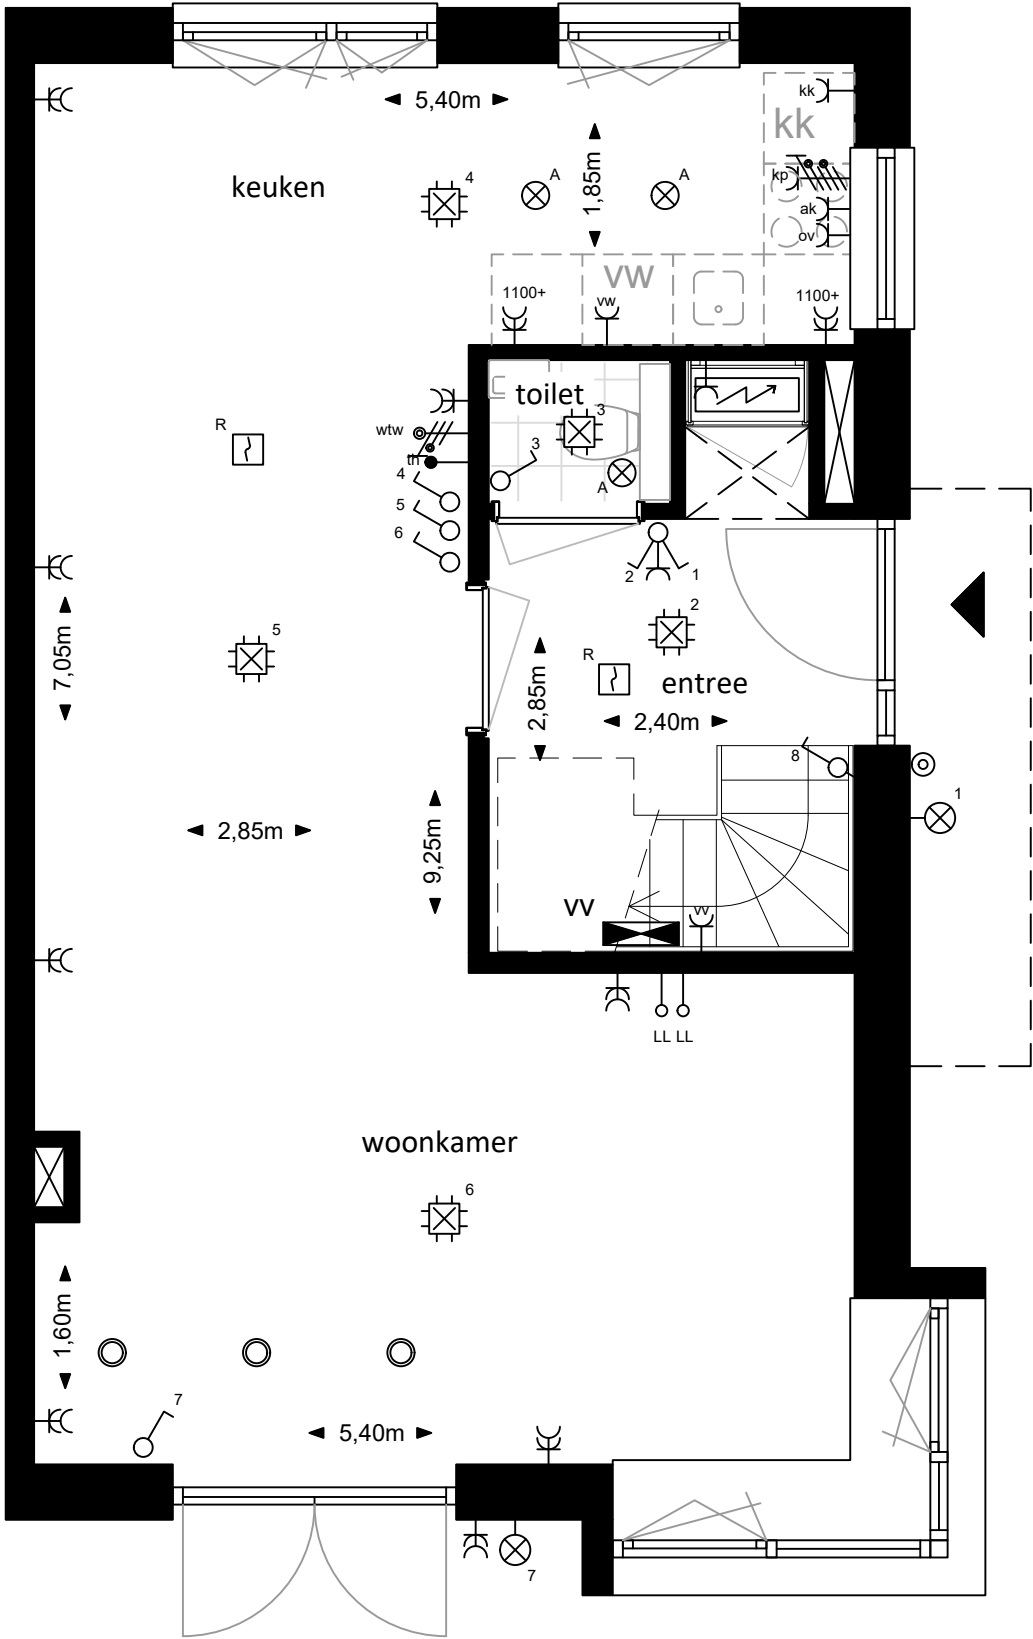 5,40m
kk
kk
keuken
4
A
A
1,85m
kp
ak
ov
vw
1100+
vw
1100+
toilet
3
R
wtw
th
3
4
A
5
6
2
1
2
5
R
entree
7,05m
2,85m
2,40m
8
1
2,85m
9,25m
vv
vv
LL LL
woonkamer
6
1,60m
7
5,40m
7